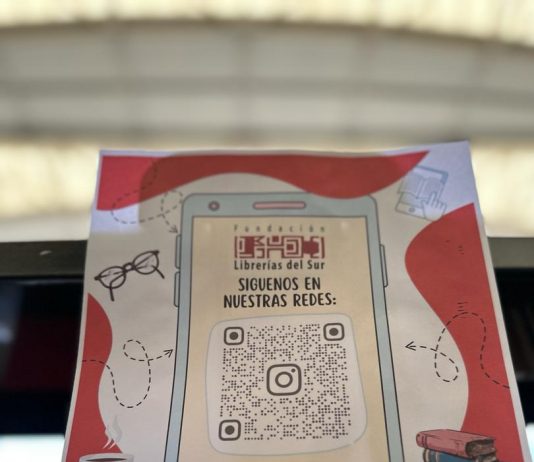 Fundación
Librerías del Sur
SIGUENOS EN
NUESTRAS REDES: